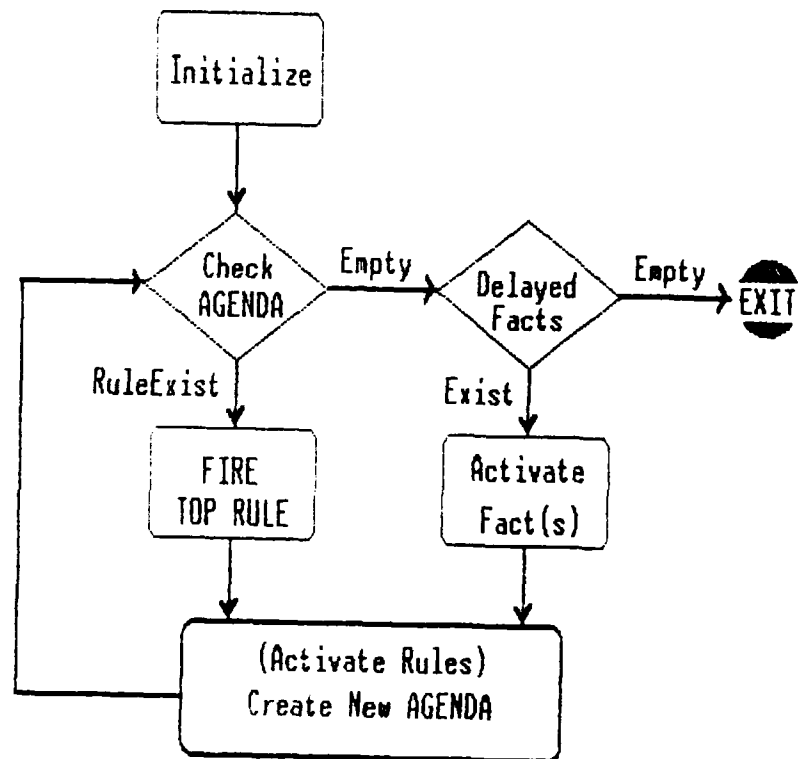 Initialize
Check
AGENDA
Empty
Delayed
Facts
Empty
EXIT
RuleExist
Exist
FIRE
TOP RULE
Activate
Fact(s)
(Activate Rules)
Create New AGENDA